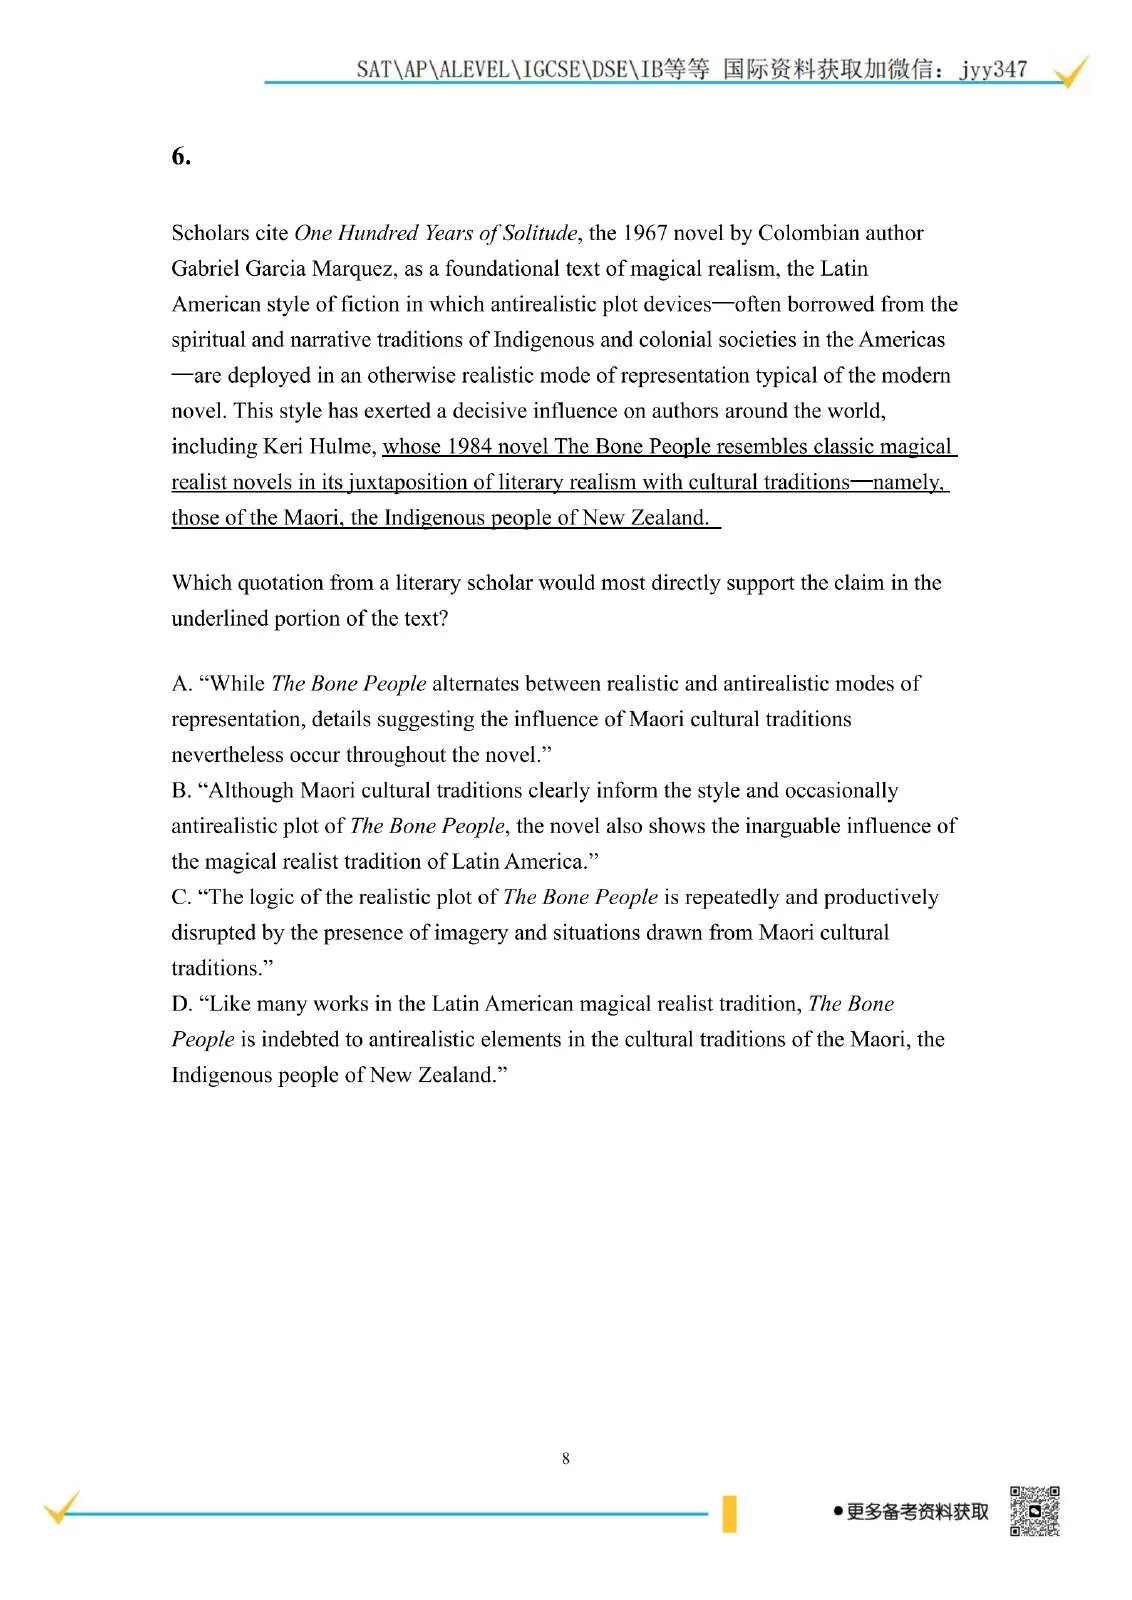 SAT\AP\ALEVEL\IGCSE\DSE\IB等等 国际资料获取加微信：jyy347
6.
Scholars cite One Hundred Years of Solitude, the 1967 novel by Colombian author
Gabriel Garcia Marquez, as a foundational text of magical realism, the Latin
American style of fiction in which antirealistic plot devices—often borrowed from the
spiritual and narrative traditions of Indigenous and colonial societies in the Americas
—are deployed in an otherwise realistic mode of representation typical of the modern
novel. This style has exerted a decisive influence on authors around the world,
including Keri Hulme, whose 1984 novel The Bone People resembles classic magical
realist novels in its juxtaposition of literary realism with cultural traditions—namely,
those of the Maori, the Indigenous people of New Zealand.
Which quotation from a literary scholar would most directly support the claim in the
underlined portion of the text?
A. “While The Bone People alternates between realistic and antirealistic modes of
representation, details suggesting the influence of Maori cultural traditions
nevertheless occur throughout the novel.”
B. “Although Maori cultural traditions clearly inform the style and occasionally
antirealistic plot of The Bone People, the novel also shows the inarguable influence of
the magical realist tradition of Latin America.”
C. “The logic of the realistic plot of The Bone People is repeatedly and productively
disrupted by the presence of imagery and situations drawn from Maori cultural
traditions.”
D. “Like many works in the Latin American magical realist tradition, The Bone
People is indebted to antirealistic elements in the cultural traditions of the Maori, the
Indigenous people of New Zealand.”
8
●更多备考资料获取